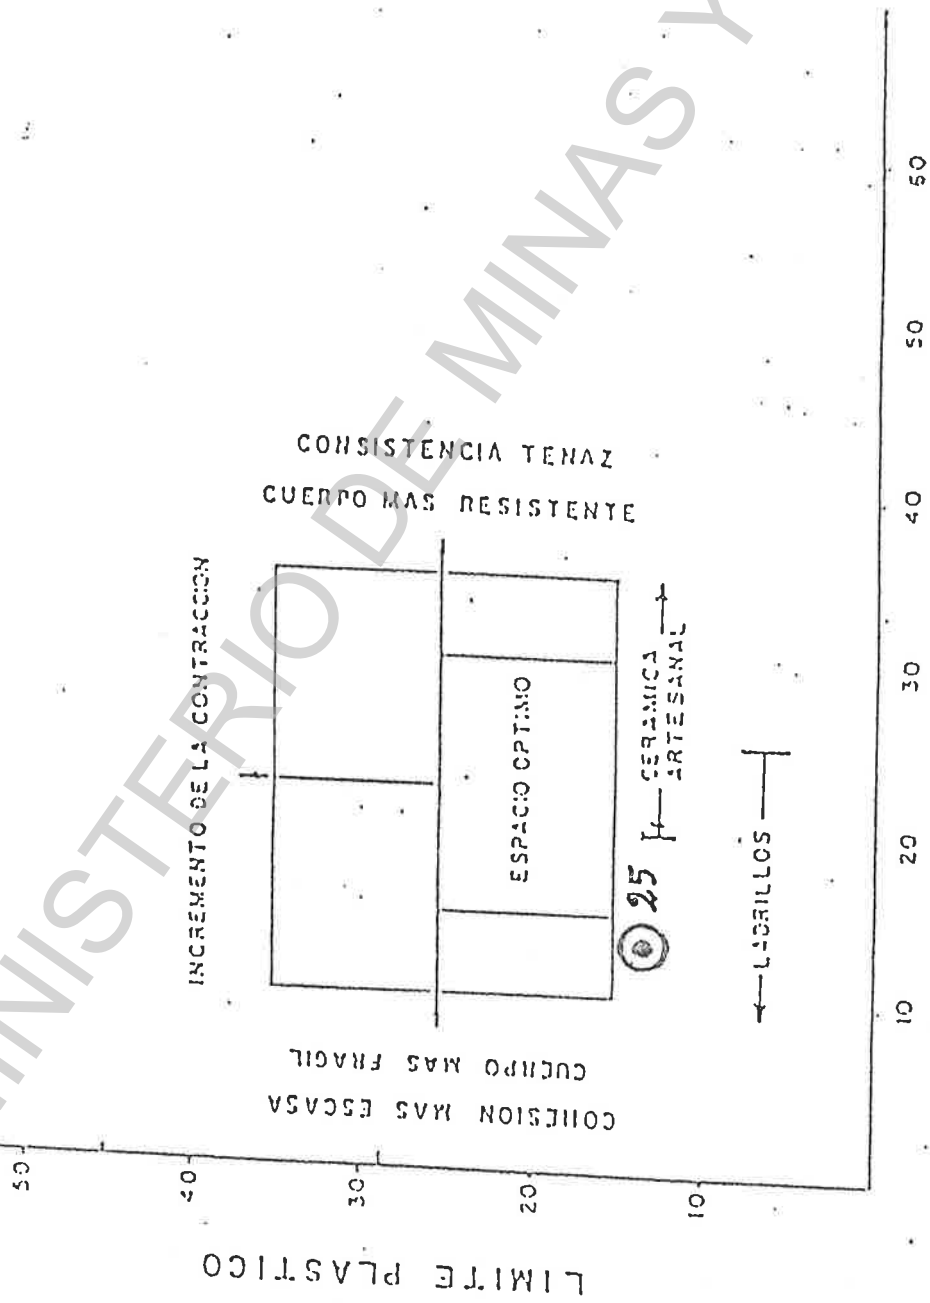 INCREMENTO DE LA CONTRACCION
CONSISTENCIA TENAZ
CUERPO MAS RESISTENTE
COHESION MAS ESCASA
CUERPO MAS FRAGIL
ESPACIO OPTIMO
25
CERAMICA
ARTESANAL
LADRILLOS
LIMITE PLASTICO
50
40
30
20
10
10
20
30
40
50
60
MINISTERIO DE MINAS Y